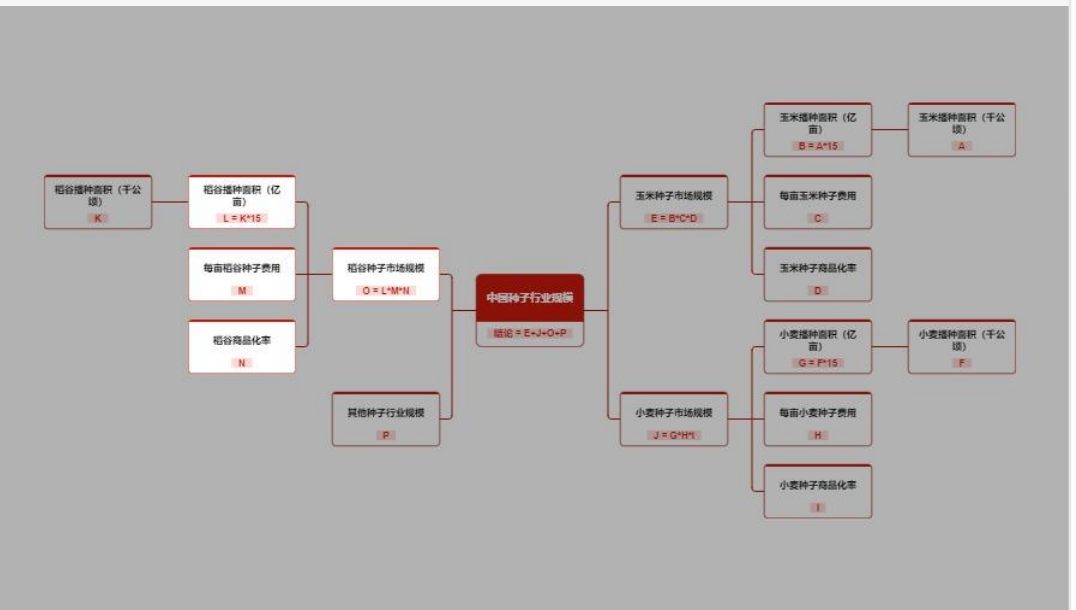 玉米播种面积（亿
亩）
B = A*15
玉米播种面积（千公
顷）
A
稻谷播种面积（千公
顷）
K
稻谷播种面积（亿
亩）
L = K*15
玉米种子市场规模
E = B*C*D
每亩玉米种子费用
C
每亩稻谷种子费用
M
稻谷种子市场规模
O = L*M*N
中国种子行业规模
结论 = E+J+O+P
玉米种子商品化率
D
稻谷商品化率
N
小麦播种面积（亿
亩）
G = F*15
小麦播种面积（千公
顷）
F
其他种子行业规模
P
小麦种子市场规模
J = G*H*I
每亩小麦种子费用
H
小麦种子商品化率
I